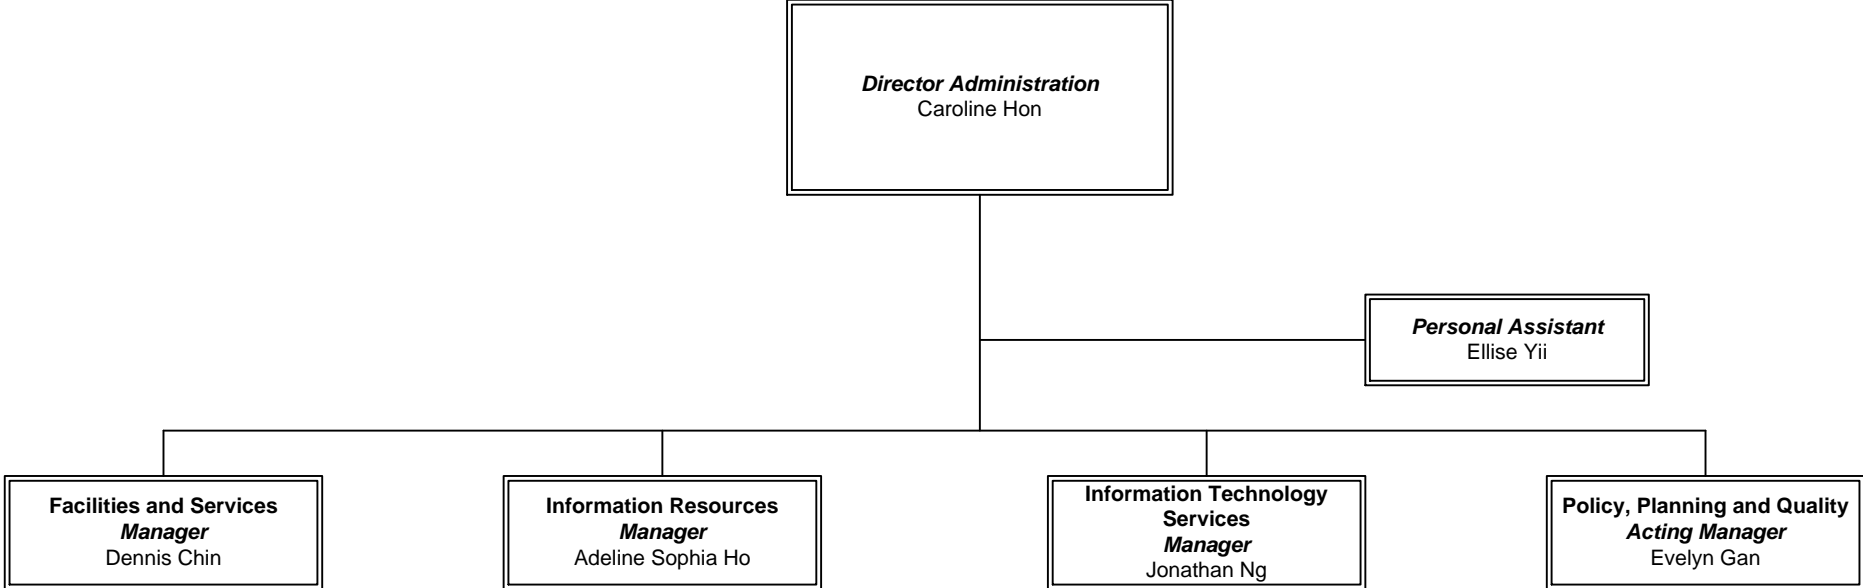 Director Administration
Caroline Hon
Personal Assistant
Ellise Yii
Facilities and Services
Manager
Dennis Chin
Information Resources
Manager
Adeline Sophia Ho
Information Technology
Services
Manager
Jonathan Ng
Policy, Planning and Quality
Acting Manager
Evelyn Gan